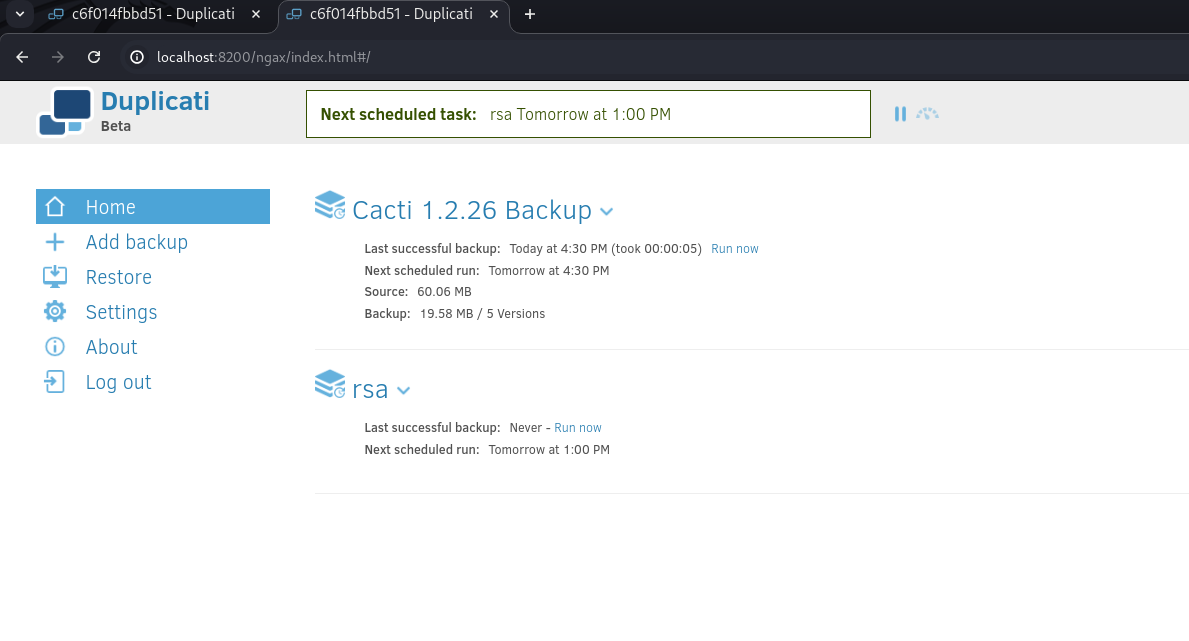 c6f014fbbd51 - Duplicati
c6f014fbbd51 - Duplicati
localhost:8200/ngax/index.html#/
Duplicati
Beta
Next scheduled task: rsa Tomorrow at 1:00 PM
Home
Add backup
Restore
Settings
About
Log out
Cacti 1.2.26 Backup
Last successful backup: Today at 4:30 PM (took 00:00:05) Run now
Next scheduled run: Tomorrow at 4:30 PM
Source: 60.06 MB
Backup: 19.58 MB / 5 Versions
rsa
Last successful backup: Never - Run now
Next scheduled run: Tomorrow at 1:00 PM